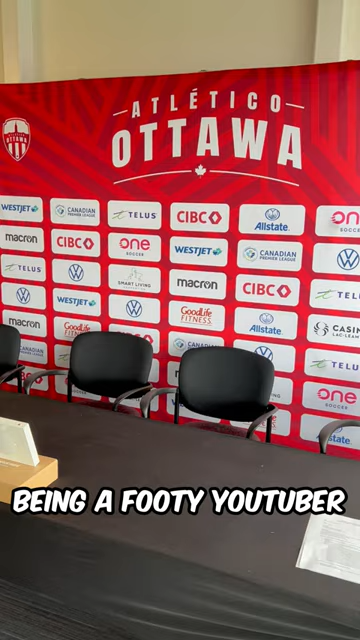 ATLÉTICO
OTTAWA
WESTJET CANADIAN PREMIER LEAGUE TELUS CIBC Allstate one SOCCER
macron CIBC one SOCCER WESTJET CANADIAN PREMIER LEAGUE
TELUS SMART LIVING macron CIBC TELUS
WESTJET GoodLife FITNESS Allstate CASINO LAC-LEAMY
macron GoodLife FITNESS TELUS
one SOCCER
BEING A FOOTY YOUTUBER